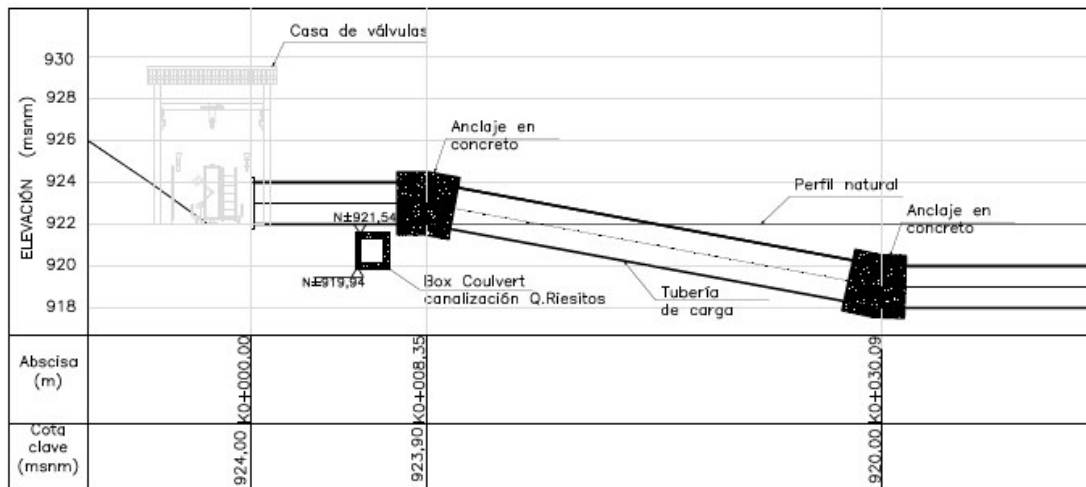 Casa de válvulas
930
928
926
924
922
920
918
ELEVACIÓN (msnm)
Anclaje en
concreto
Perfil natural
Anclaje en
concreto
N±921,54
N±919,94
Box Coulvert
canalización Q.Riesitos
Tubería
de carga
Abscisa
(m)
K0+000.00
K0+008,35
K0+030,09
Cota
clave
(msnm)
924,00
923,90
920,00